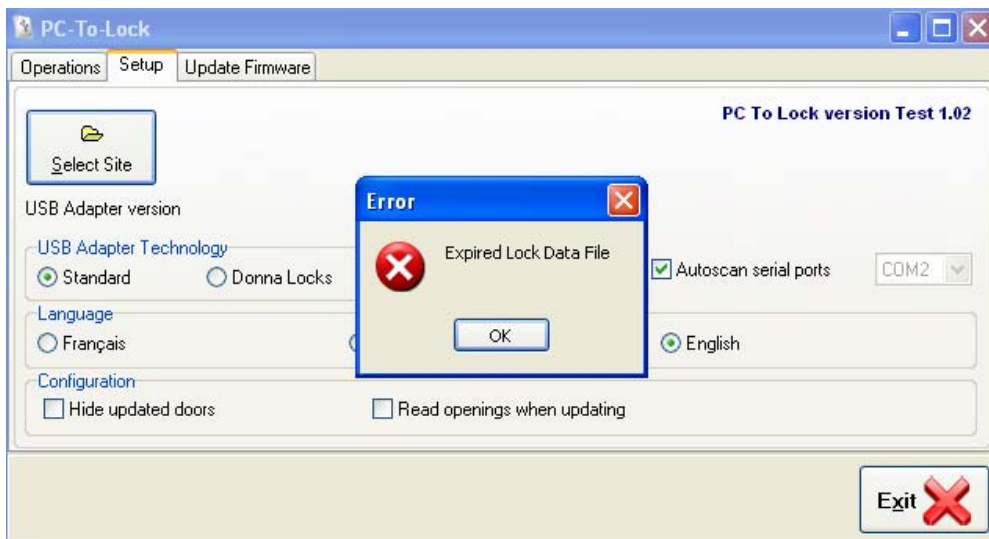 PC-To-Lock
Operations Setup Update Firmware
PC To Lock version Test 1.02
Select Site
USB Adapter version
Error
Expired Lock Data File
OK
USB Adapter Technology
Standard Donna Locks
Autoscan serial ports COM2
Language
Français English
Configuration
Hide updated doors Read openings when updating
Exit